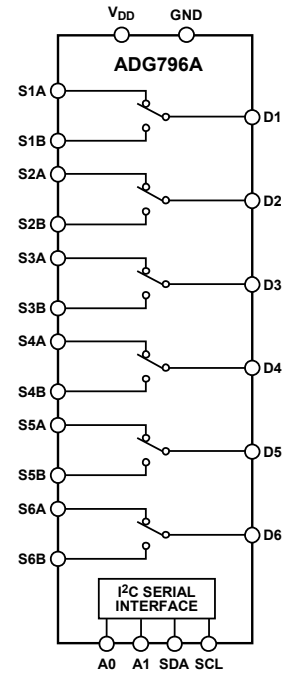 VDD GND
ADG796A
S1A
D1
S1B
S2A
D2
S2B
S3A
D3
S3B
S4A
D4
S4B
S5A
D5
S5B
S6A
D6
S6B
I2C SERIAL
INTERFACE
A0 A1 SDA SCL